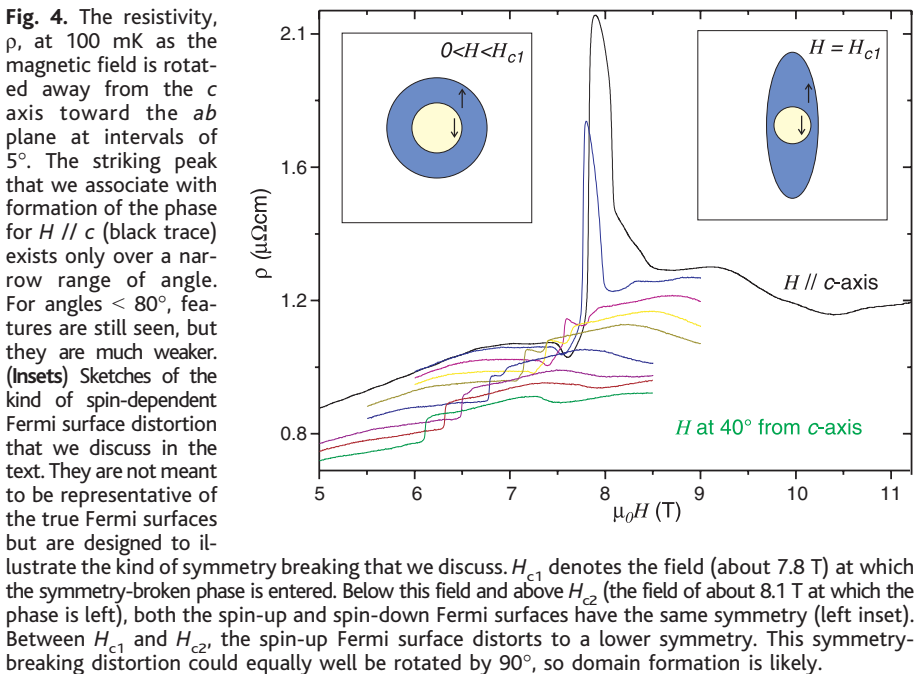 Fig. 4. The resistivity,
ρ, at 100 mK as the
magnetic field is rotat-
ed away from the c
axis toward the ab
plane at intervals of
5°. The striking peak
that we associate with
formation of the phase
for H // c (black trace)
exists only over a nar-
row range of angle.
For angles < 80°, fea-
tures are still seen, but
they are much weaker.
(Insets) Sketches of the
kind of spin-dependent
Fermi surface distortion
that we discuss in the
text. They are not meant
to be representative of
the true Fermi surfaces
but are designed to il-
lustrate the kind of symmetry breaking that we discuss. Hc1 denotes the field (about 7.8 T) at which
the symmetry-broken phase is entered. Below this field and above Hc2 (the field of about 8.1 T at which the
phase is left), both the spin-up and spin-down Fermi surfaces have the same symmetry (left inset).
Between Hc1 and Hc2, the spin-up Fermi surface distorts to a lower symmetry. This symmetry-
breaking distortion could equally well be rotated by 90°, so domain formation is likely.
2.1
1.6
1.2
0.8
ρ (μΩcm)
0<H<Hc1
H = Hc1
H // c-axis
H at 40° from c-axis
5 6 7 8 9 10 11
μ0H (T)